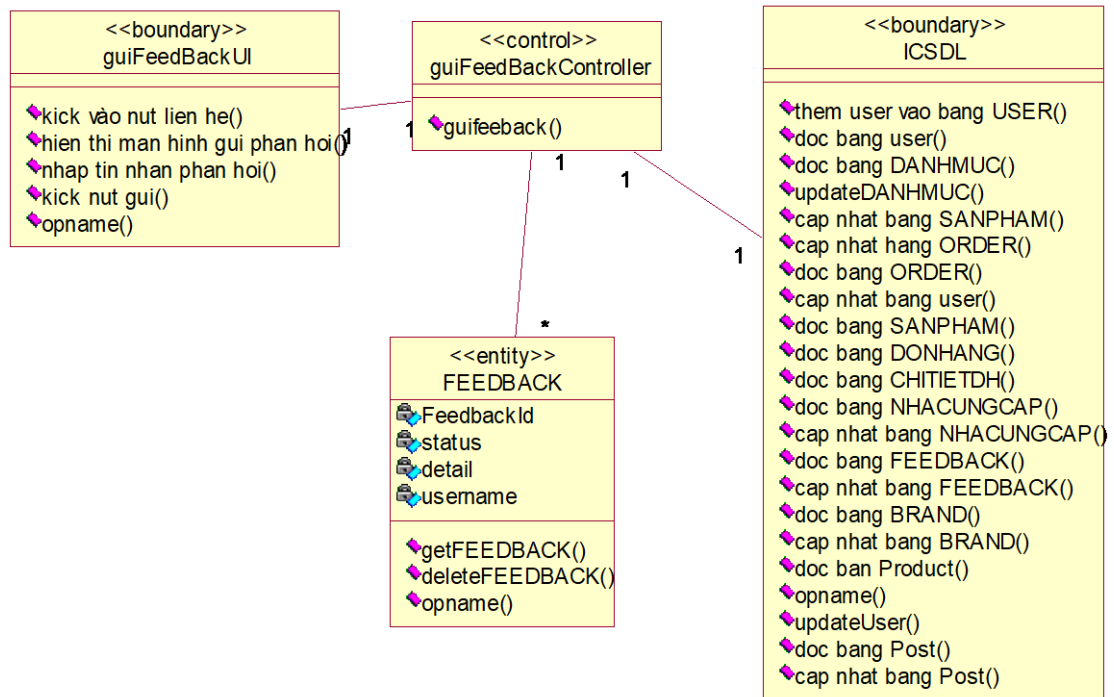 <<boundary>>
guiFeedBackUI
kick vào nut lien he()
hien thi man hinh gui phan hoi()
nhap tin nhan phan hoi()
kick nut gui()
opname()
1
1
<<control>>
guiFeedBackController
guifeeback()
1
1
1
*
<<entity>>
FEEDBACK
FeedbackId
status
detail
username
getFEEDBACK()
deleteFEEDBACK()
opname()
<<boundary>>
ICSDL
them user vao bang USER()
doc bang user()
doc bang DANHMUC()
updateDANHMUC()
cap nhat bang SANPHAM()
cap nhat hang ORDER()
doc bang ORDER()
cap nhat bang user()
doc bang SANPHAM()
doc bang DONHANG()
doc bang CHITIETDH()
doc bang NHACUNGCAP()
cap nhat bang NHACUNGCAP()
doc bang FEEDBACK()
cap nhat bang FEEDBACK()
doc bang BRAND()
cap nhat bang BRAND()
doc ban Product()
opname()
updateUser()
doc bang Post()
cap nhat bang Post()